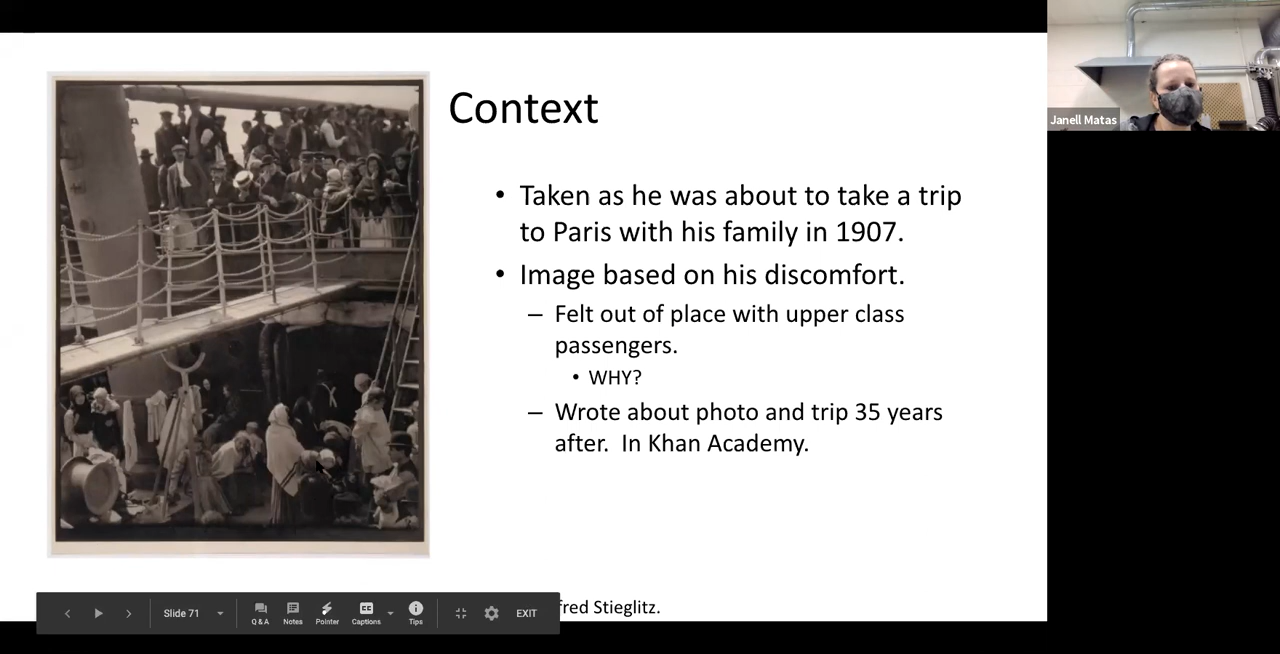 Context
• Taken as he was about to take a trip
to Paris with his family in 1907.
• Image based on his discomfort.
– Felt out of place with upper class
passengers.
• WHY?
– Wrote about photo and trip 35 years
after. In Khan Academy.
fred Stieglitz.
Slide 71
Q & A
Notes
Pointer
CC
Captions
Tips
EXIT
Janell Matas